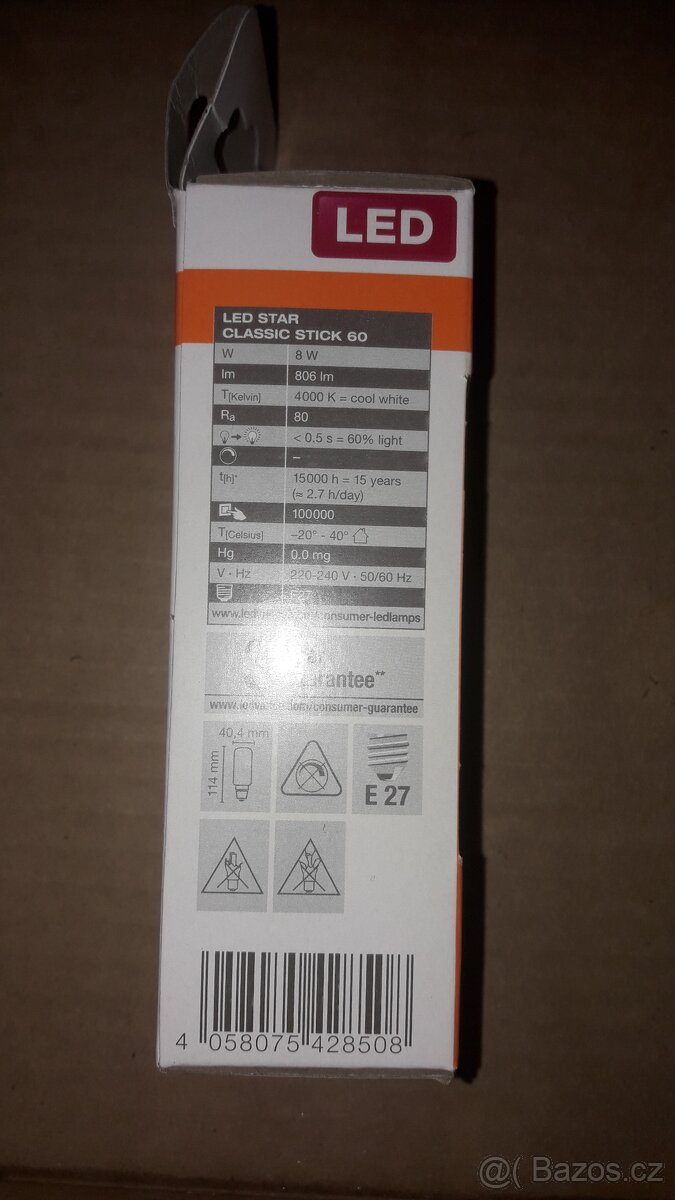 LED
LED STAR
CLASSIC STICK 60
W 8 W
lm 806 lm
T[Kelvin] 4000 K = cool white
Ra 80
< 0.5 s = 60% light
–
t[h]* 15000 h = 15 years
(≈ 2.7 h/day)
100000
T[Celsius] –20° - 40°
Hg 0.0 mg
V · Hz 220-240 V · 50/60 Hz
E27
/consumer-ledlamps
/consumer-guarantee
40,4 mm
114 mm
E 27
4 058075 428508
@( Bazos.cz